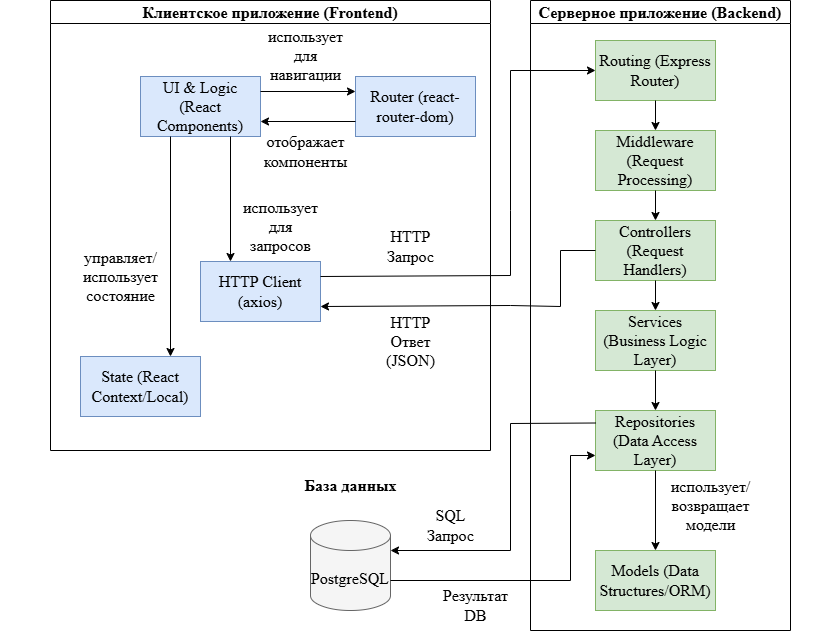 Клиентское приложение (Frontend)
использует
для
навигации
UI & Logic
(React
Components)
Router (react-
router-dom)
отображает
компоненты
использует
для
запросов
управляет/
использует
состояние
HTTP Client
(axios)
State (React
Context/Local)
HTTP
Запрос
HTTP
Ответ
(JSON)
Серверное приложение (Backend)
Routing (Express
Router)
Middleware
(Request
Processing)
Controllers
(Request
Handlers)
Services
(Business Logic
Layer)
Repositories
(Data Access
Layer)
использует/
возвращает
модели
Models (Data
Structures/ORM)
База данных
SQL
Запрос
PostgreSQL
Результат
DB